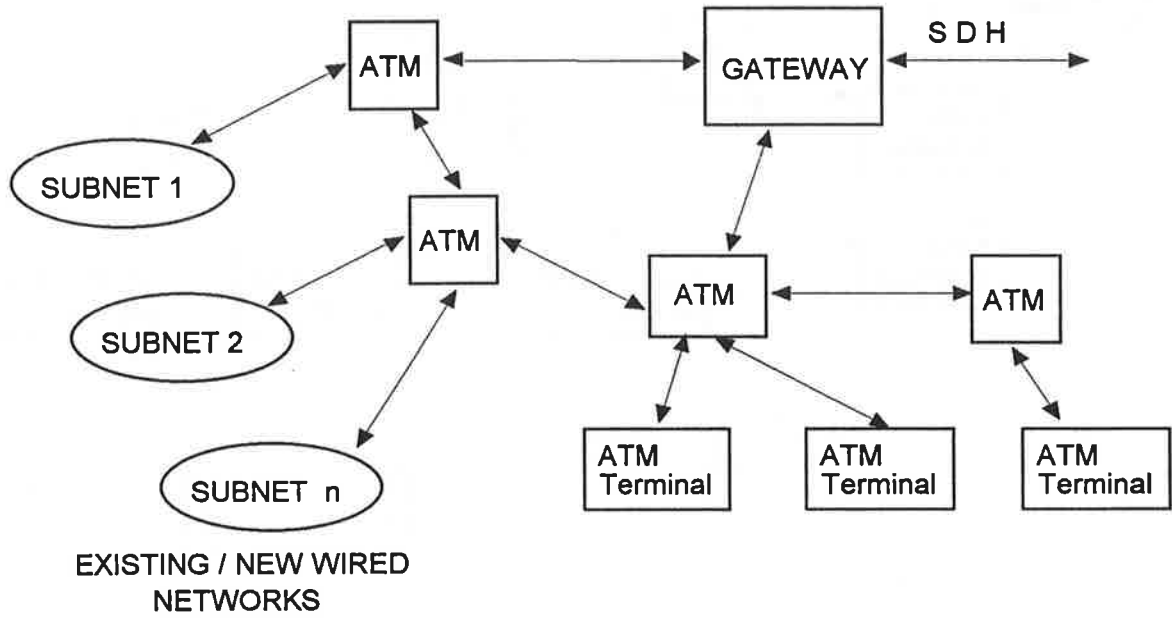 S D H
ATM
GATEWAY
SUBNET 1
ATM
ATM
ATM
SUBNET 2
ATM
Terminal
ATM
Terminal
ATM
Terminal
SUBNET n
EXISTING / NEW WIRED
NETWORKS